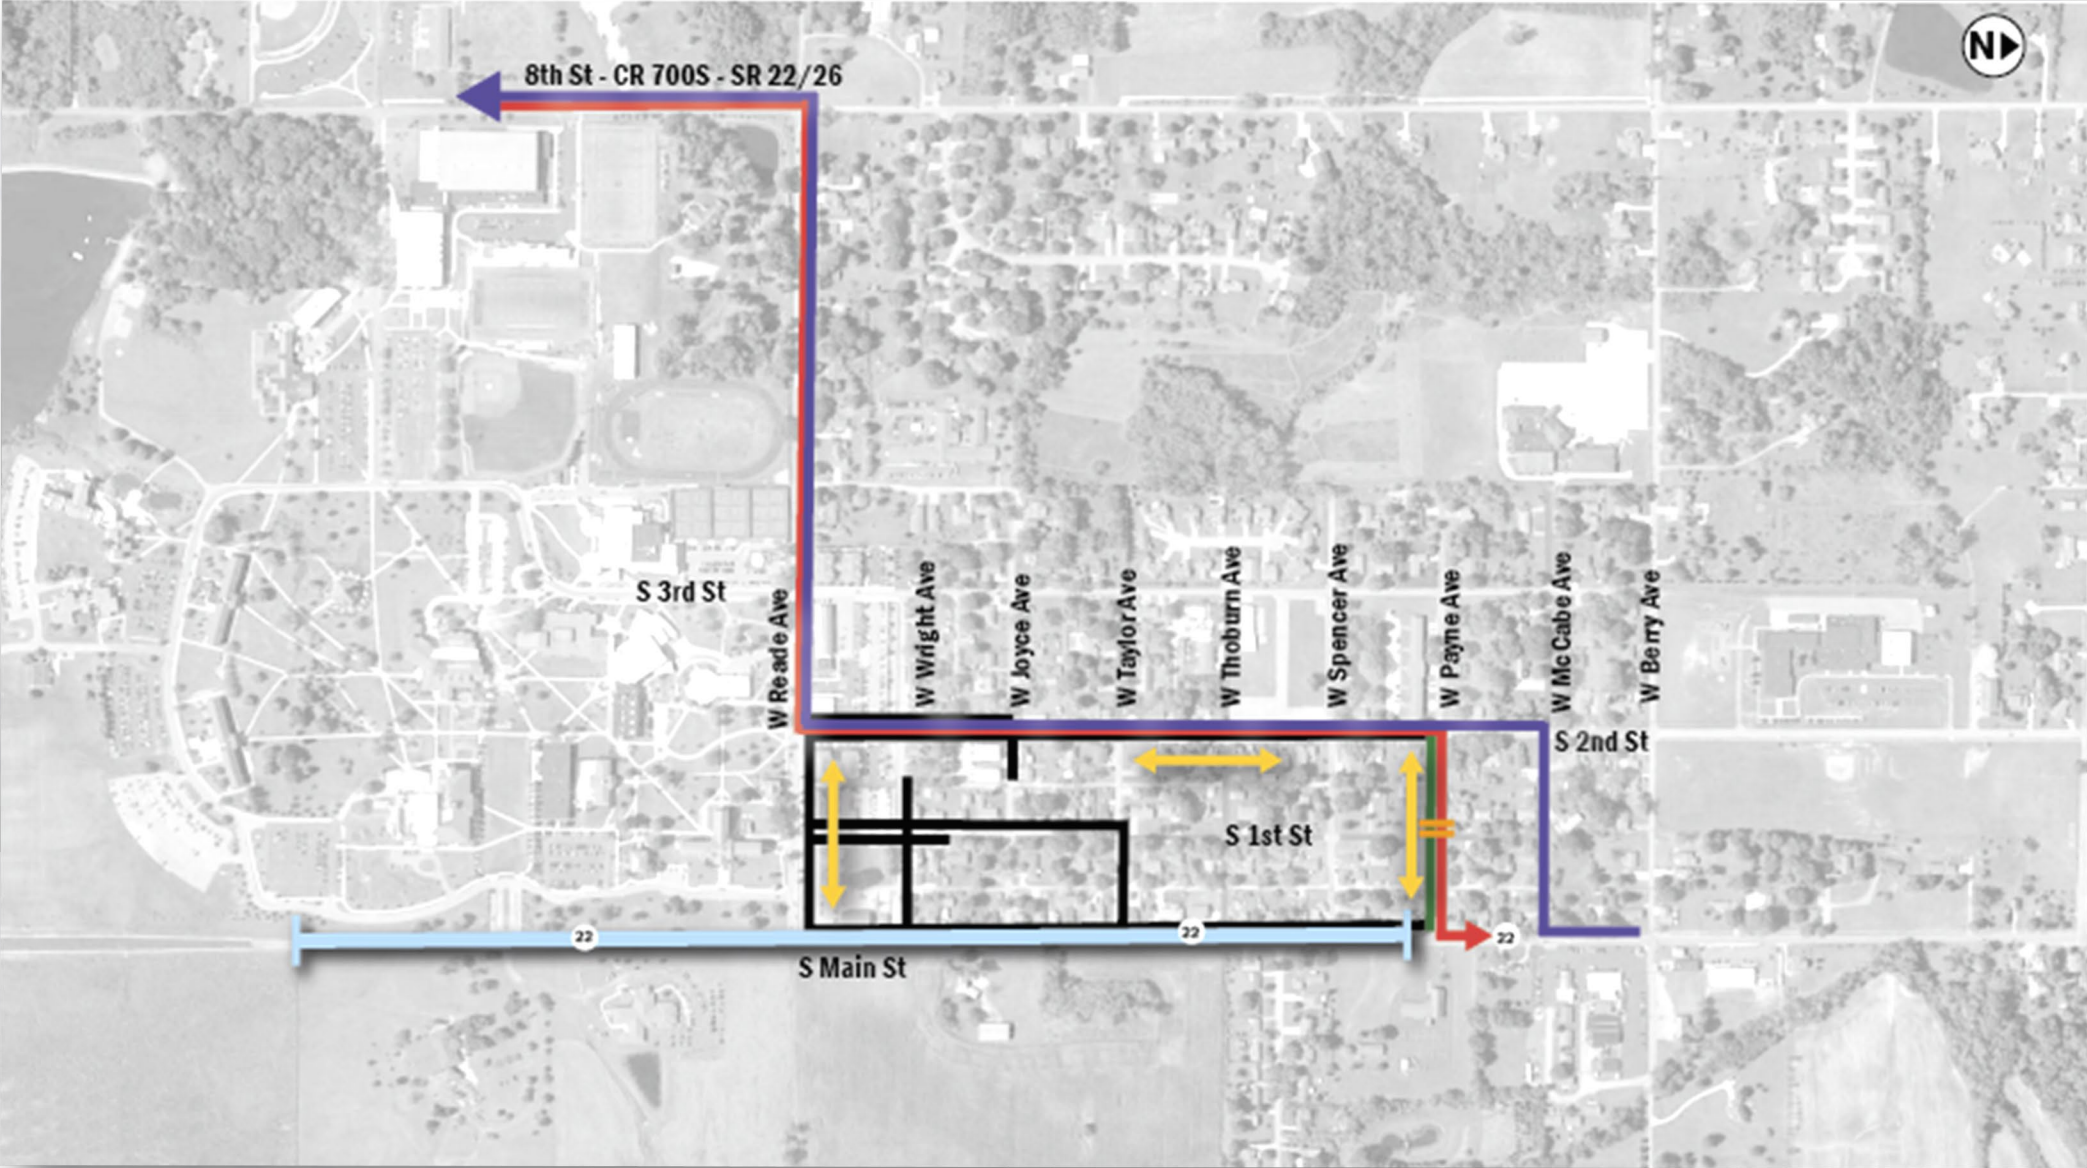 N
8th St - CR 700S - SR 22/26
S 3rd St
W Reade Ave
W Wright Ave
W Joyce Ave
W Taylor Ave
W Thoburn Ave
W Spencer Ave
W Payne Ave
W McCabe Ave
W Berry Ave
S 2nd St
S 1st St
22
22
22
S Main St